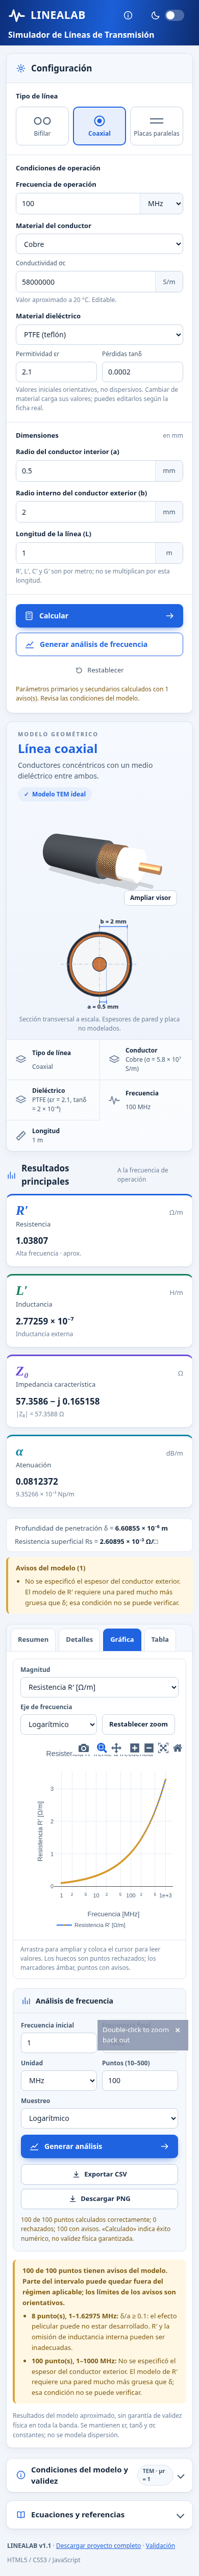 LINEALAB
Simulador de Líneas de Transmisión
Configuración
Tipo de línea
Bifilar
Coaxial
Placas paralelas
Condiciones de operación
Frecuencia de operación
100
MHz
Material del conductor
Cobre
Conductividad σc
58000000
S/m
Valor aproximado a 20 °C. Editable.
Material dieléctrico
PTFE (teflón)
Permitividad εr
Pérdidas tanδ
2.1
0.0002
Valores iniciales orientativos, no dispersivos. Cambiar de
material carga sus valores; puedes editarlos según la
ficha real.
Dimensiones
en mm
Radio del conductor interior (a)
0.5
mm
Radio interno del conductor exterior (b)
2
mm
Longitud de la línea (L)
1
m
R′, L′, C′ y G′ son por metro; no se multiplican por esta
longitud.
Calcular
Generar análisis de frecuencia
Restablecer
Parámetros primarios y secundarios calculados con 1
aviso(s). Revisa las condiciones del modelo.
MODELO GEOMÉTRICO
Línea coaxial
Conductores concéntricos con un medio
dieléctrico entre ambos.
✓ Modelo TEM ideal
Ampliar visor
b = 2 mm
a = 0.5 mm
Sección transversal a escala. Espesores de pared y placa
no modelados.
Tipo de línea
Coaxial
Conductor
Cobre (σ = 5.8 × 10⁷
S/m)
Dieléctrico
PTFE (εr = 2.1, tanδ
= 2 × 10⁻⁴)
Frecuencia
100 MHz
Longitud
1 m
Resultados
principales
A la frecuencia de
operación
R′
Ω/m
Resistencia
1.03807
Alta frecuencia · aprox.
L′
H/m
Inductancia
2.77259 × 10⁻⁷
Inductancia externa
Z₀
Ω
Impedancia característica
57.3586 − j 0.165158
|Z₀| = 57.3588 Ω
α
dB/m
Atenuación
0.0812372
9.35266 × 10⁻³ Np/m
Profundidad de penetración δ = 6.60855 × 10⁻⁶ m
Resistencia superficial Rs = 2.60895 × 10⁻³ Ω/□
Avisos del modelo (1)
• No se especificó el espesor del conductor exterior.
El modelo de R′ requiere una pared mucho más
gruesa que δ; esa condición no se puede verificar.
Resumen
Detalles
Gráfica
Tabla
Magnitud
Resistencia R′ [Ω/m]
Eje de frecuencia
Logarítmico
Restablecer zoom
Resistencia R′ frente a frecuencia
Resistencia R′ [Ω/m]
3
2
1
0
1 2 5 10 2 5 100 2 5 1e+3
Frecuencia [MHz]
Resistencia R′ [Ω/m]
Arrastra para ampliar y coloca el cursor para leer
valores. Los huecos son puntos rechazados; los
marcadores ámbar, puntos con avisos.
Análisis de frecuencia
Frecuencia inicial
1
Double-click to zoom
back out
×
Unidad
Puntos (10–500)
MHz
100
Muestreo
Logarítmico
Generar análisis
Exportar CSV
Descargar PNG
100 de 100 puntos calculados correctamente; 0
rechazados; 100 con avisos. «Calculado» indica éxito
numérico, no validez física garantizada.
100 de 100 puntos tienen avisos del modelo.
Parte del intervalo puede quedar fuera del
régimen aplicable; los límites de los avisos son
orientativos.
• 8 punto(s), 1–1.62975 MHz: δ/a ≥ 0.1: el efecto
pelicular puede no estar desarrollado. R′ y la
omisión de inductancia interna pueden ser
inadecuadas.
• 100 punto(s), 1–1000 MHz: No se especificó el
espesor del conductor exterior. El modelo de R′
requiere una pared mucho más gruesa que δ;
esa condición no se puede verificar.
Resultados del modelo aproximado, sin garantía de validez
física en toda la banda. Se mantienen εr, tanδ y σc
constantes; no se modela dispersión.
Condiciones del modelo y
validez
TEM · μr
= 1
Ecuaciones y referencias
LINEALAB v1.1 · Descargar proyecto completo · Validación
HTML5 / CSS3 / JavaScript